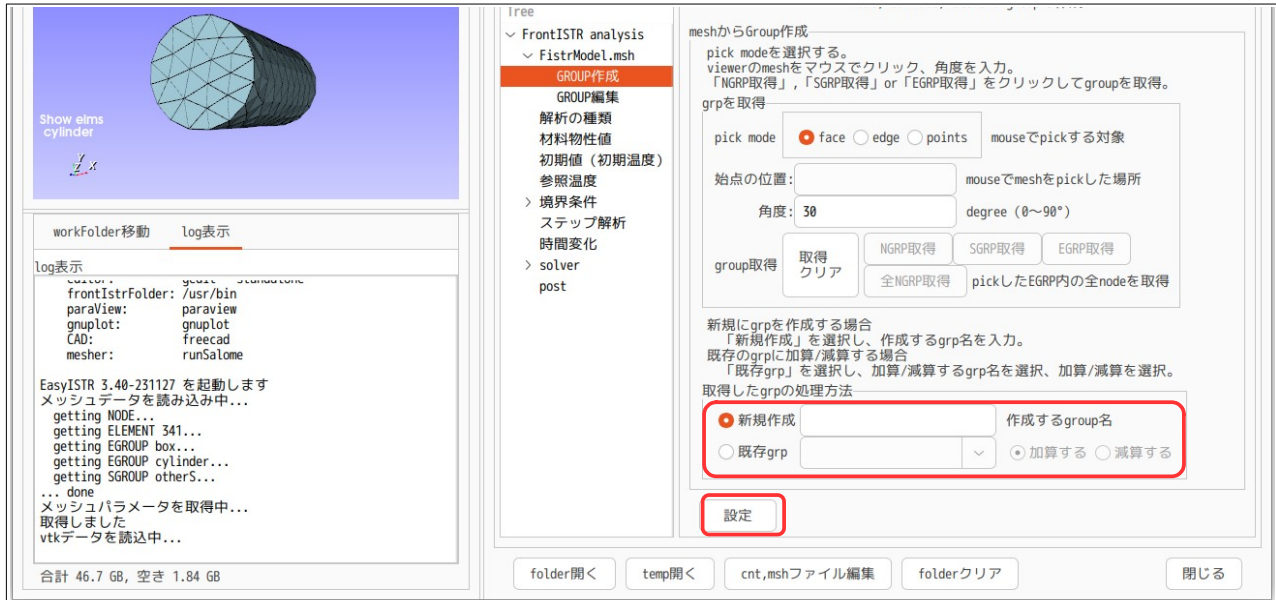 Show elms
cylinder
Z
X
workFolder移動
log表示
log表示
frontIstrFolder: /usr/bin
paraView: paraview
gnuplot: gnuplot
CAD: freecad
mesher: runSalome
EasyISTR 3.40-231127 を起動します
メッシュデータを読み込み中...
getting NODE...
getting ELEMENT 341...
getting EGROUP box...
getting EGROUP cylinder...
getting SGROUP otherS...
... done
メッシュパラメータを取得中...
取得しました
vtkデータを読込中...
合計 46.7 GB, 空き 1.84 GB
Tree
FrontISTR analysis
FistrModel.msh
GROUP作成
GROUP編集
解析の種類
材料物性値
初期値（初期温度）
参照温度
境界条件
ステップ解析
時間変化
solver
post
meshからGroup作成
pick modeを選択する。
viewerのmeshをマウスでクリック、角度を入力。
「NGRP取得」,「SGRP取得」or「EGRP取得」をクリックしてgroupを取得。
grpを取得
pick mode face edge points mouseでpickする対象
始点の位置: mouseでmeshをpickした場所
角度: 30 degree（0～90°）
group取得 取得クリア NGRP取得 SGRP取得 EGRP取得
全NGRP取得 pickしたEGRP内の全nodeを取得
新規にgrpを作成する場合
「新規作成」を選択し、作成するgrp名を入力。
既存のgrpに加算/減算する場合
「既存grp」を選択し、加算/減算するgrp名を選択、加算/減算を選択。
取得したgrpの処理方法
新規作成 作成するgroup名
既存grp 加算する 減算する
設定
folder開く temp開く cnt,mshファイル編集 folderクリア 閉じる